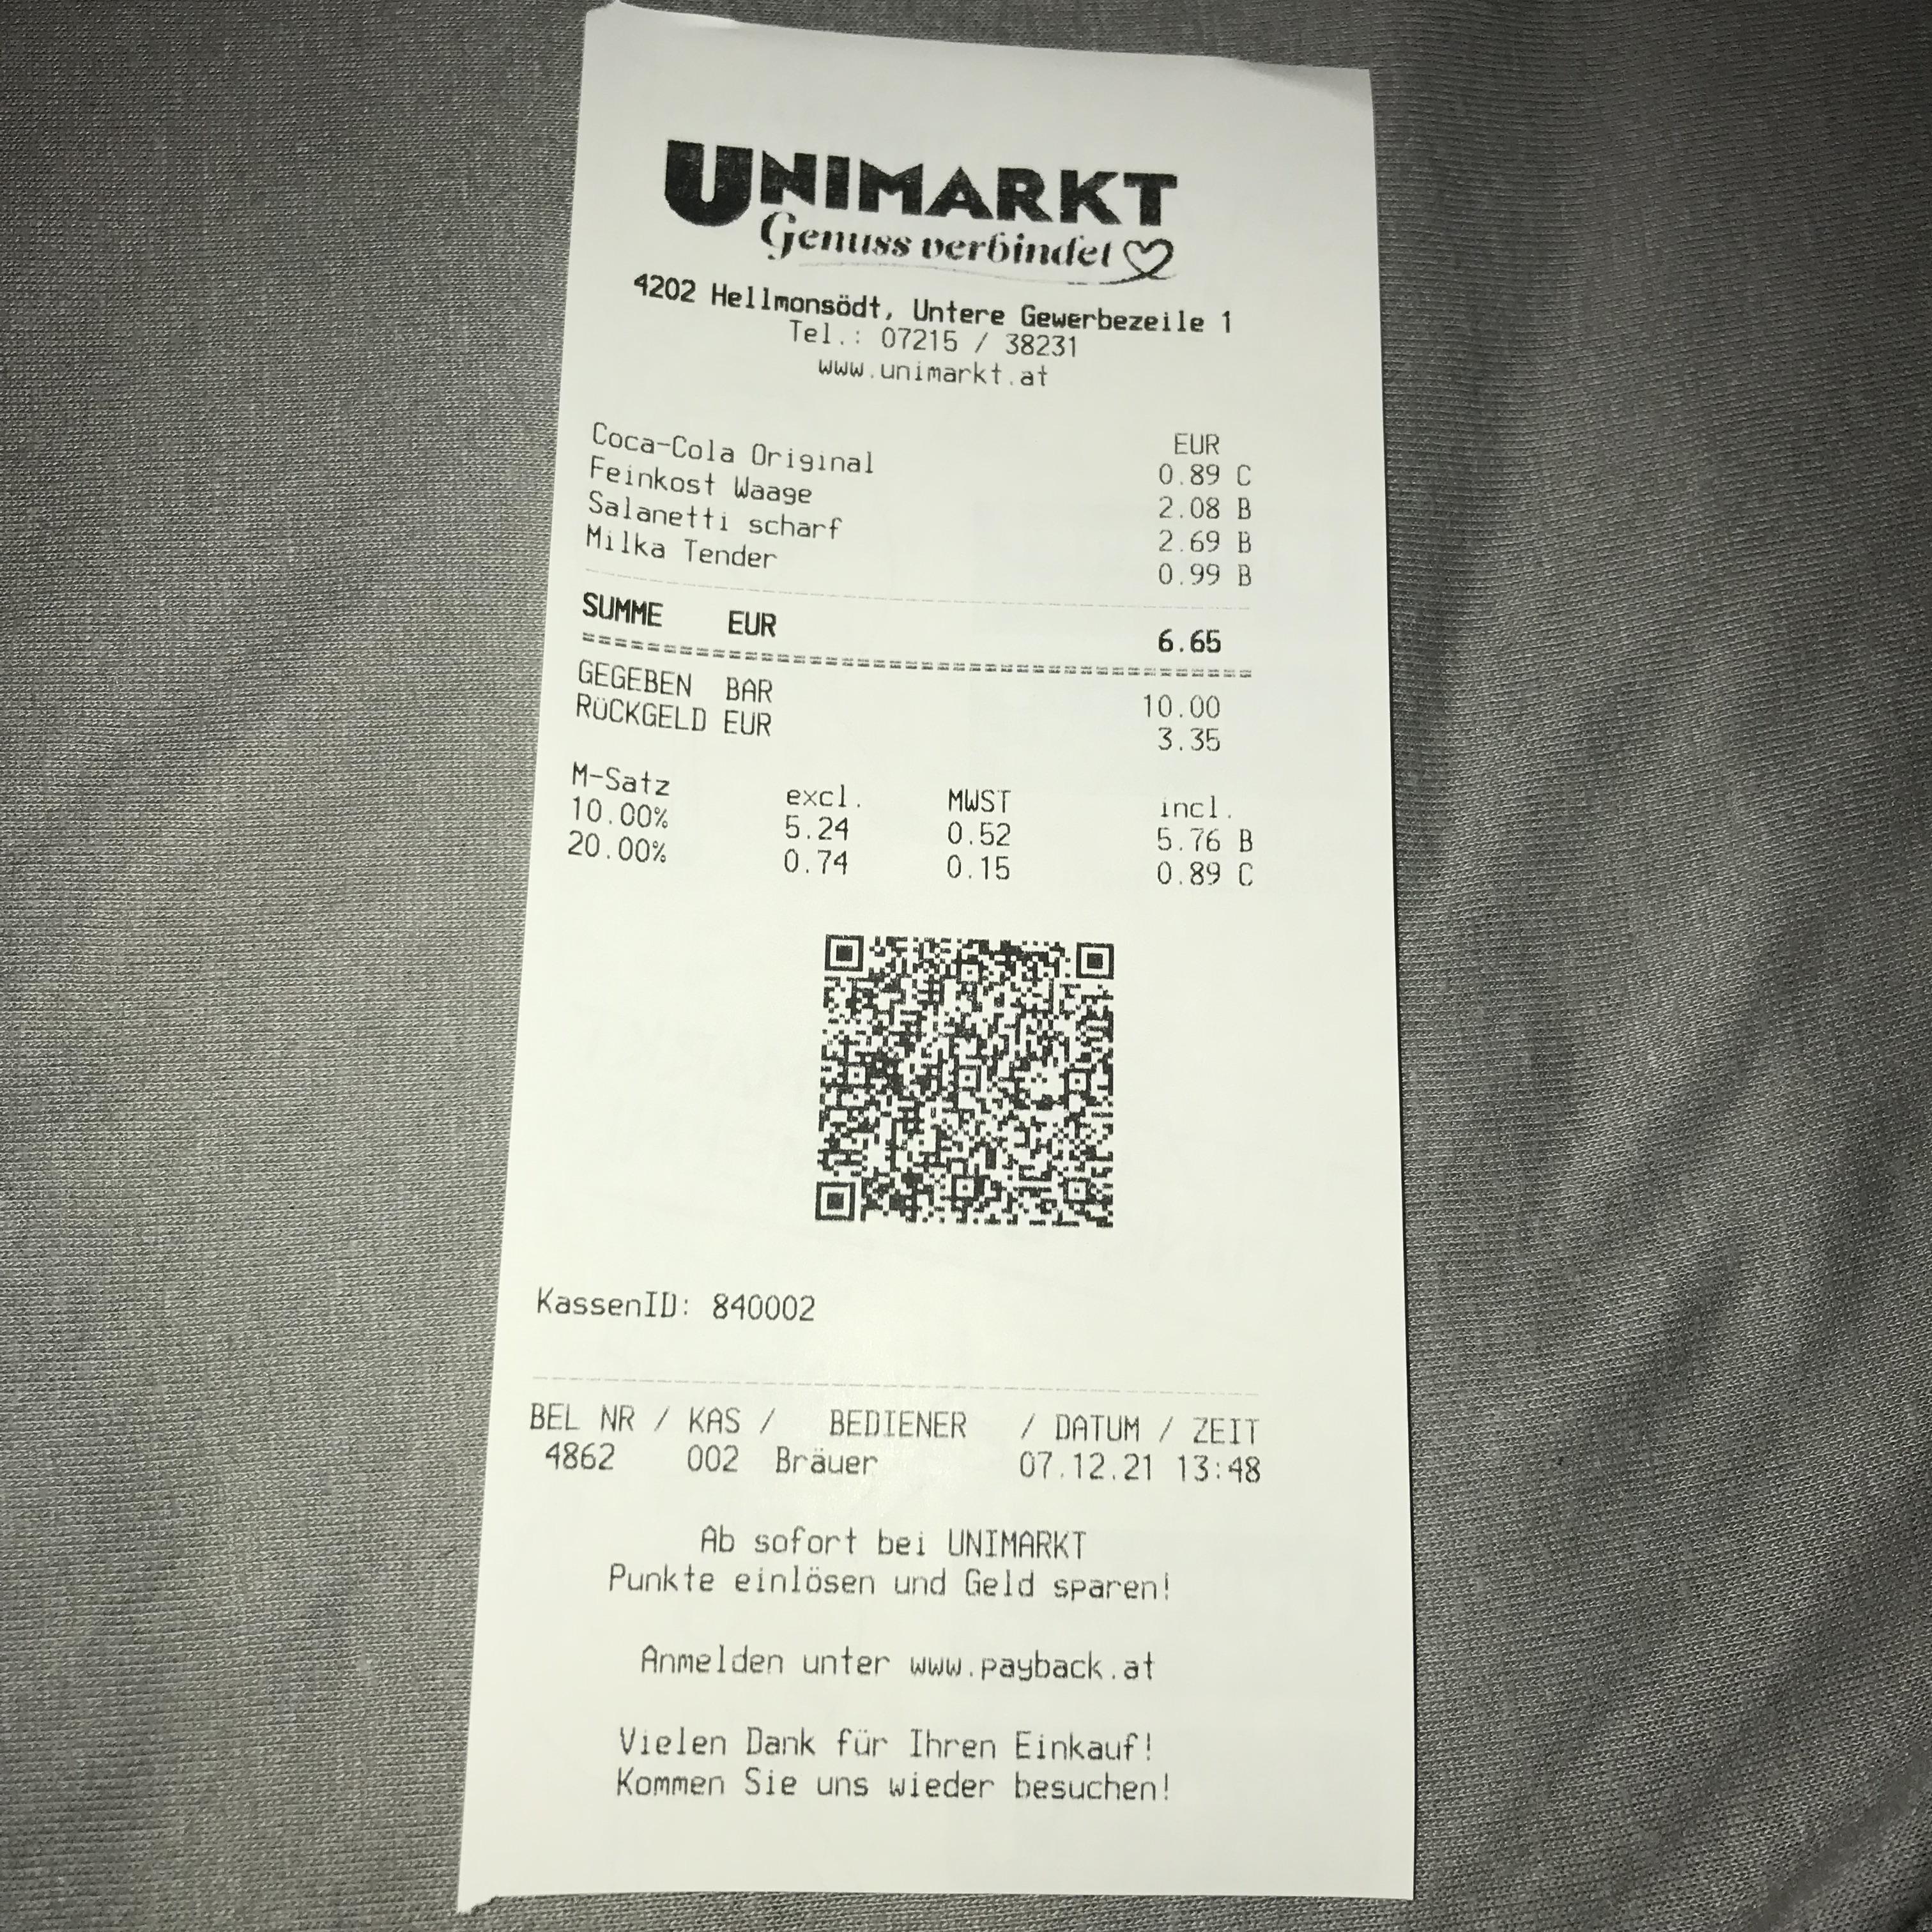 UNIMARKT
Genuss verbindet
4202 Hellmonsödt, Untere Gewerbezeile 1
Tel.: 07215 / 38231
www.unimarkt.at
EUR
Coca-Cola Original 0.89 C
Feinkost Waage 2.08 B
Salanetti scharf 2.69 B
Milka Tender 0.99 B
SUMME EUR 6.65
GEGEBEN BAR 10.00
RÜCKGELD EUR 3.35
M-Satz excl. MWST incl.
10.00% 5.24 0.52 5.76 B
20.00% 0.74 0.15 0.89 C
KassenID: 840002
BEL NR / KAS / BEDIENER / DATUM / ZEIT
4862 002 Bräuer 07.12.21 13:48
Ab sofort bei UNIMARKT
Punkte einlösen und Geld sparen!
Anmelden unter www.payback.at
Vielen Dank für Ihren Einkauf!
Kommen Sie uns wieder besuchen!